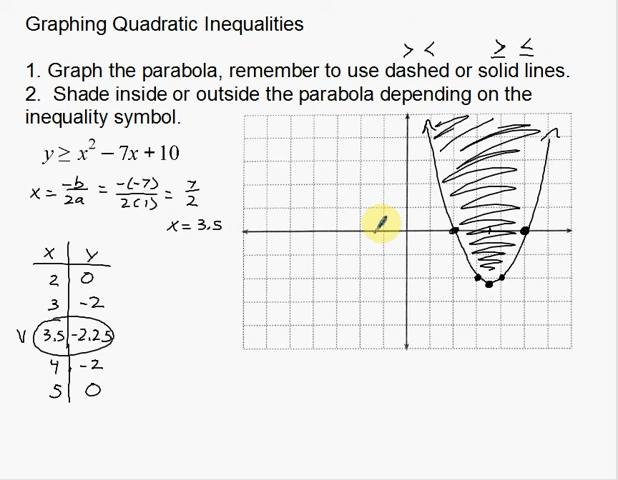 Graphing Quadratic Inequalities
> < ≥ ≤
1. Graph the parabola, remember to use dashed or solid lines.
2. Shade inside or outside the parabola depending on the
inequality symbol.
y ≥ x² − 7x + 10
x = -b/2a = -(-7)/2(1) = 7/2
x = 3.5
x | y
2 | 0
3 | -2
V 3.5 | -2.25
4 | -2
5 | 0